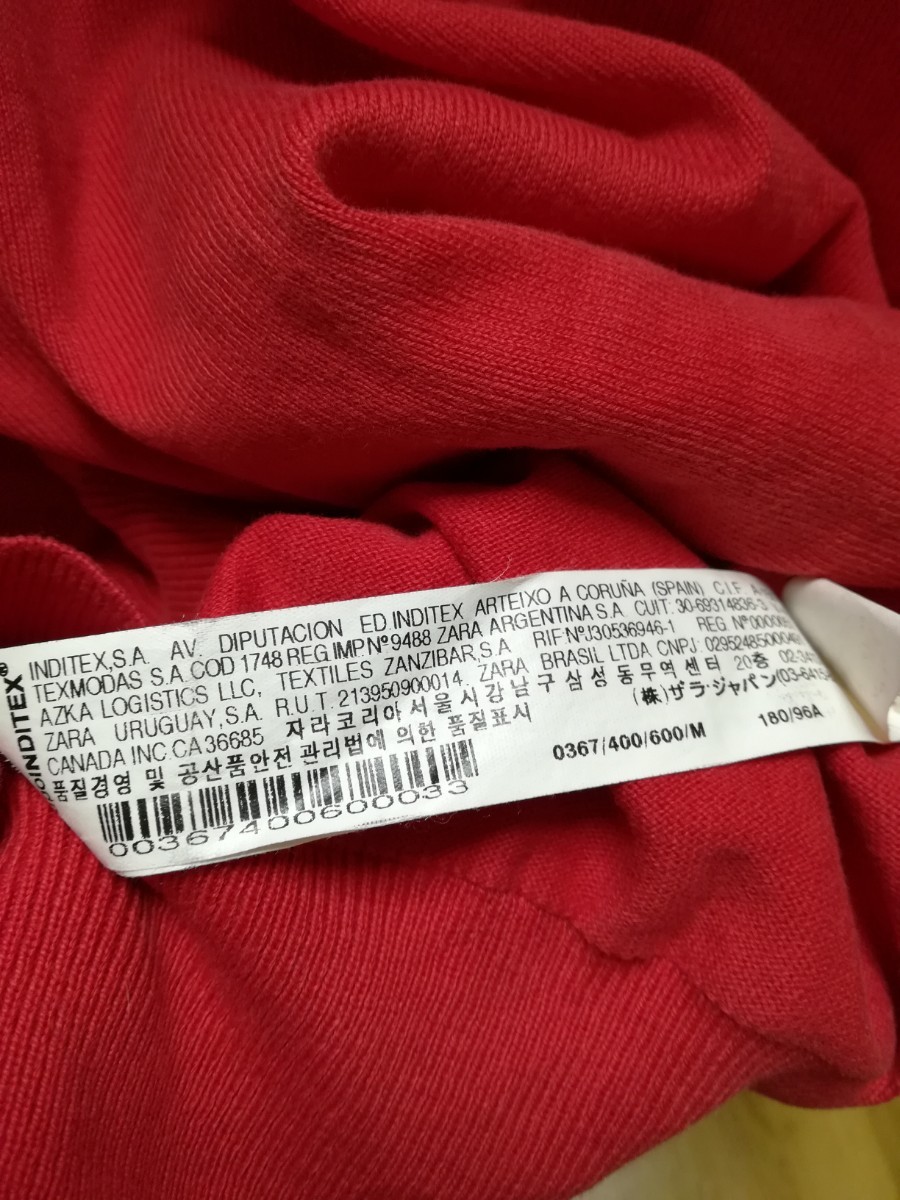 INDITEX®
INDITEX,S.A. AV. DIPUTACION ED.INDITEX ARTEIXO A CORUÑA (SPAIN) C.I.F.
TEXMODAS S.A.COD 1748 REG.IMP.Nº9488 ZARA ARGENTINA S.A. CUIT:30-69314836-3
AZKA LOGISTICS LLC, TEXTILES ZANZIBAR,S.A RIF-Nº:J30536946-1 REG
ZARA URUGUAY,S.A. R.U.T. 213950900014, ZARA BRASIL LTDA CNPJ:
CANADA INC.CA36685 자라코리아서울시강남구 삼성동무역센터 20층
품질경영 및 공산품안전 관리법에 의한 품질표시 (株)ザラ・ジャパン
0367/400/600/M 180/96A
00367400600033